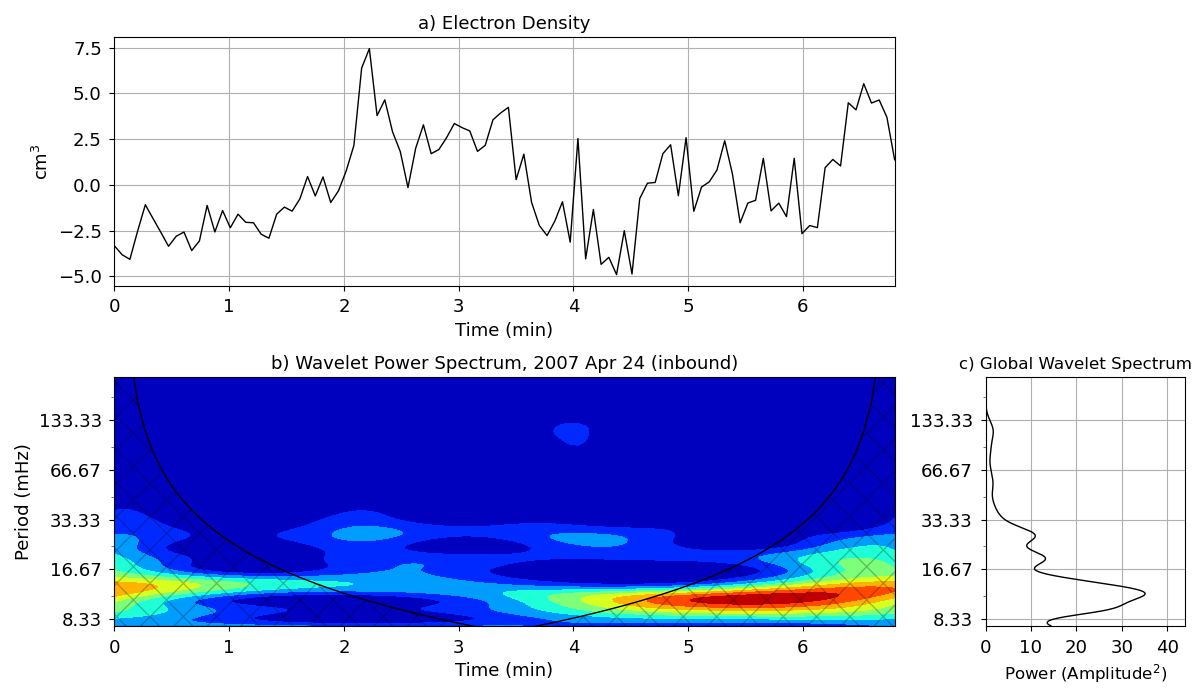 a) Electron Density
7.5
5.0
2.5
0.0
−2.5
−5.0
cm³
0 1 2 3 4 5 6
Time (min)
b) Wavelet Power Spectrum, 2007 Apr 24 (inbound)
133.33
66.67
33.33
16.67
8.33
Period (mHz)
0 1 2 3 4 5 6
Time (min)
c) Global Wavelet Spectrum
133.33
66.67
33.33
16.67
8.33
0 10 20 30 40
Power (Amplitude²)